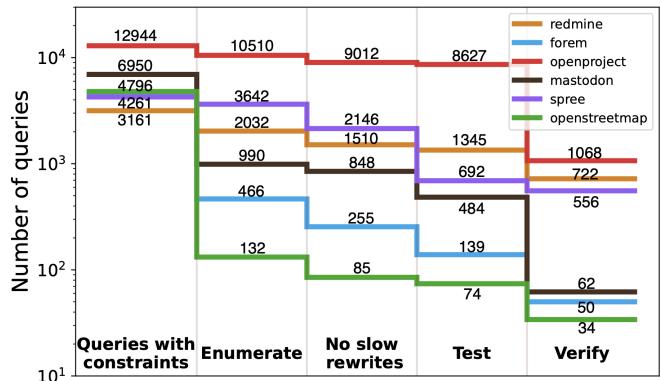 Number of queries
10⁴
10³
10²
10¹
redmine
forem
openproject
mastodon
spree
openstreetmap
12944
6950
4796
4261
3161
10510
3642
2032
990
466
132
9012
2146
1510
848
255
85
8627
1345
692
484
139
74
1068
722
556
62
50
34
Queries with
constraints
Enumerate
No slow
rewrites
Test
Verify